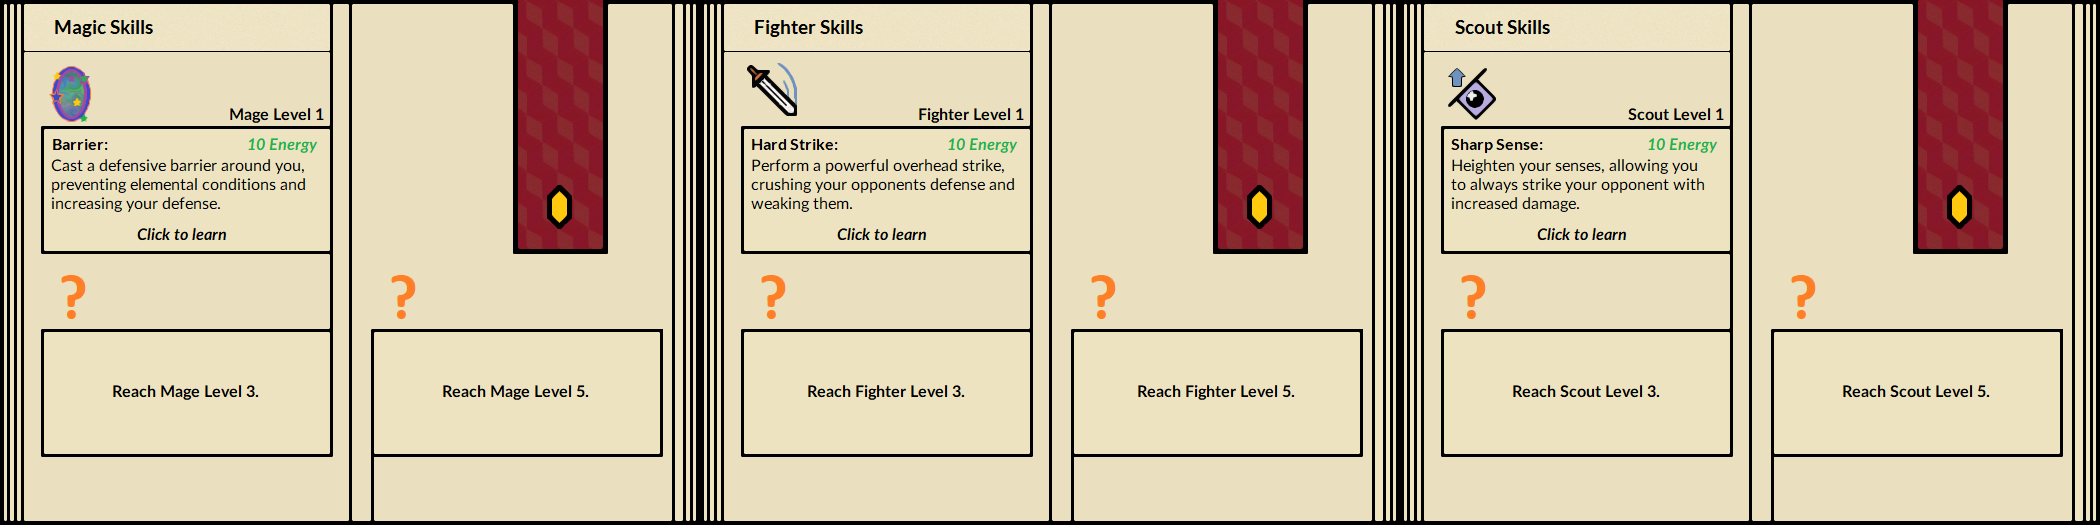 Magic Skills
Mage Level 1
Barrier: 10 Energy
Cast a defensive barrier around you,
preventing elemental conditions and
increasing your defense.
Click to learn
?
?
Reach Mage Level 3.
Reach Mage Level 5.
Fighter Skills
Fighter Level 1
Hard Strike: 10 Energy
Perform a powerful overhead strike,
crushing your opponents defense and
weaking them.
Click to learn
?
?
Reach Fighter Level 3.
Reach Fighter Level 5.
Scout Skills
Scout Level 1
Sharp Sense: 10 Energy
Heighten your senses, allowing you
to always strike your opponent with
increased damage.
Click to learn
?
?
Reach Scout Level 3.
Reach Scout Level 5.